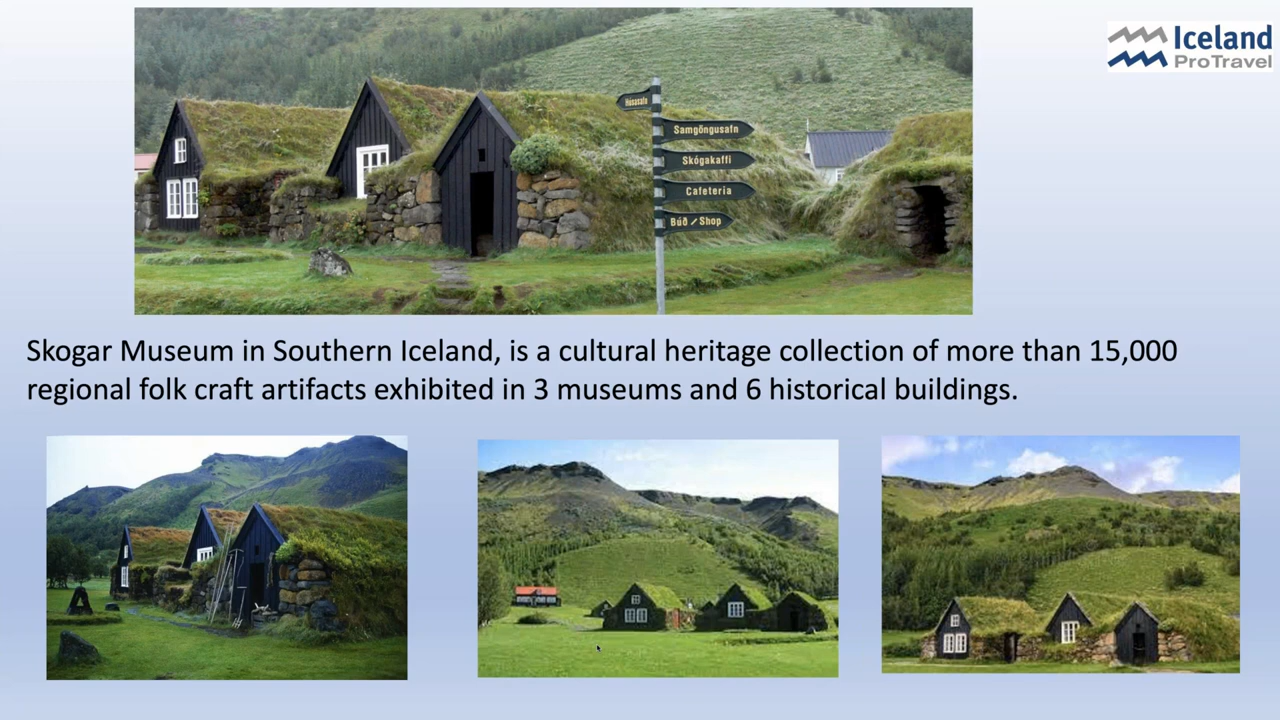 Iceland
ProTravel
Húsasafn
Samgöngusafn
Skógakaffi
Cafeteria
Búð / Shop
Skogar Museum in Southern Iceland, is a cultural heritage collection of more than 15,000
regional folk craft artifacts exhibited in 3 museums and 6 historical buildings.